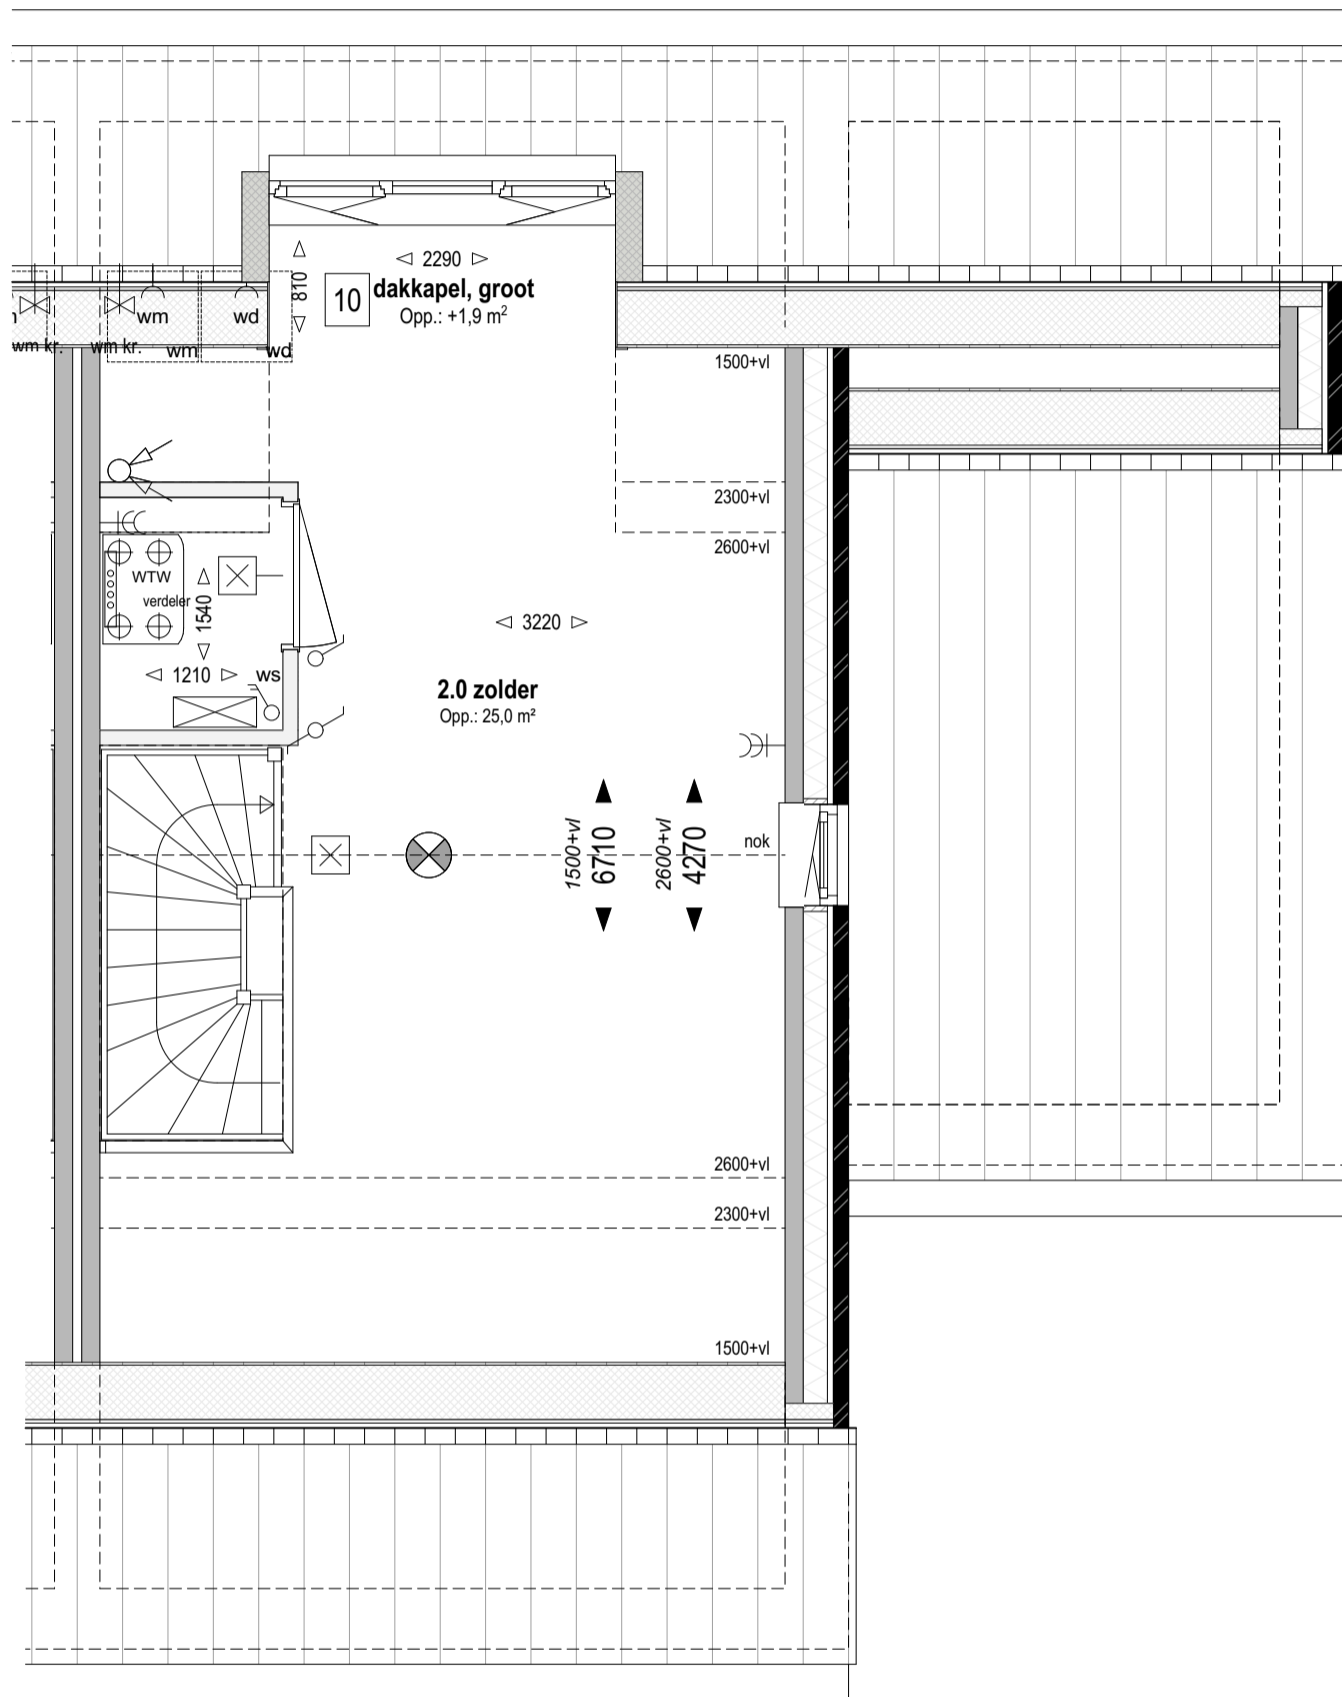 2290
810
10
dakkapel, groot
Opp.: +1,9 m²
wm
wd
wm kr.
wm kr.
wm
wd
1500+vl
2300+vl
2600+vl
WTW
verdeler
1540
3220
1210
ws
2.0 zolder
Opp.: 25,0 m²
1500+vl
6710
2600+vl
4270
nok
2600+vl
2300+vl
1500+vl